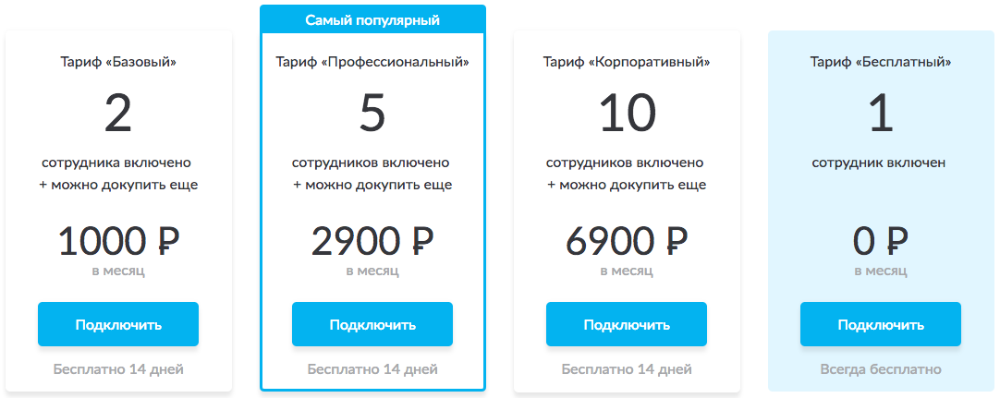 Тариф «Базовый»
2
сотрудника включено
+ можно докупить еще
1000 ₽
в месяц
Подключить
Бесплатно 14 дней
Самый популярный
Тариф «Профессиональный»
5
сотрудников включено
+ можно докупить еще
2900 ₽
в месяц
Подключить
Бесплатно 14 дней
Тариф «Корпоративный»
10
сотрудников включено
+ можно докупить еще
6900 ₽
в месяц
Подключить
Бесплатно 14 дней
Тариф «Бесплатный»
1
сотрудник включен
0 ₽
в месяц
Подключить
Всегда бесплатно